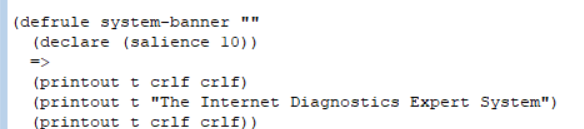 (defrule system-banner ""
(declare (salience 10))
=>
(printout t crlf crlf)
(printout t "The Internet Diagnostics Expert System")
(printout t crlf crlf))